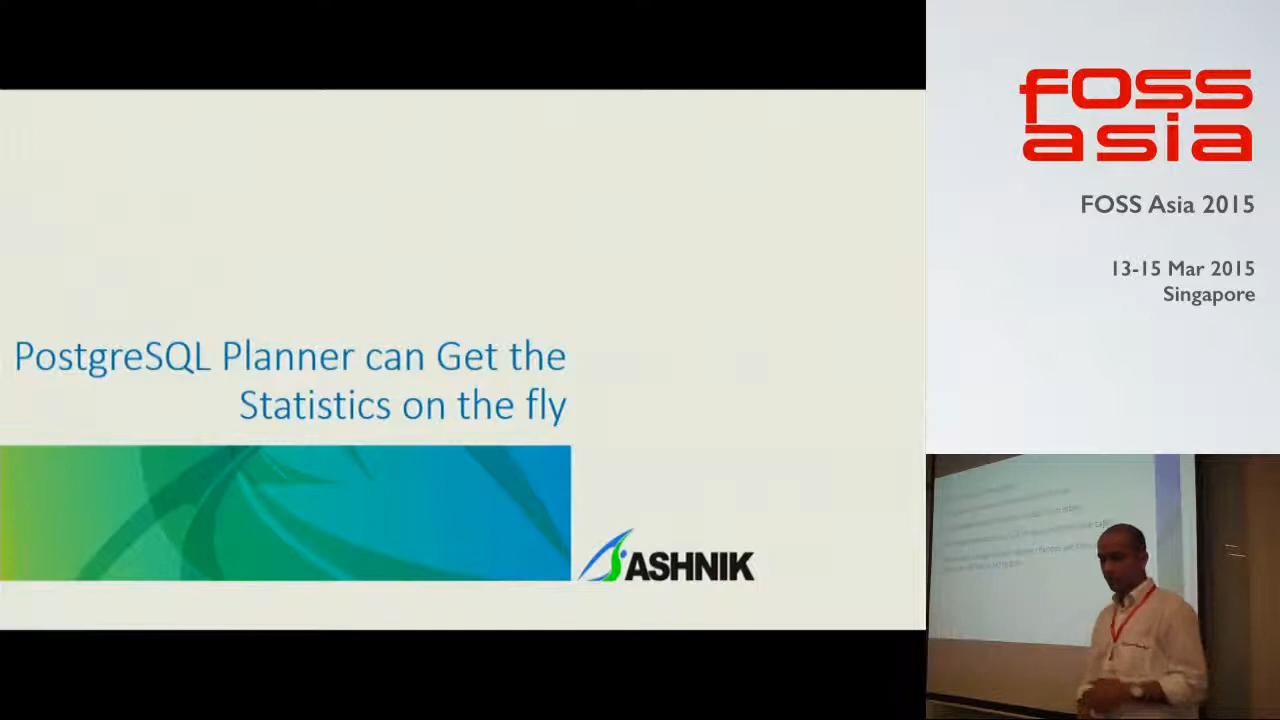 PostgreSQL Planner can Get the
Statistics on the fly
ASHNIK
foss
asia
FOSS Asia 2015
13-15 Mar 2015
Singapore